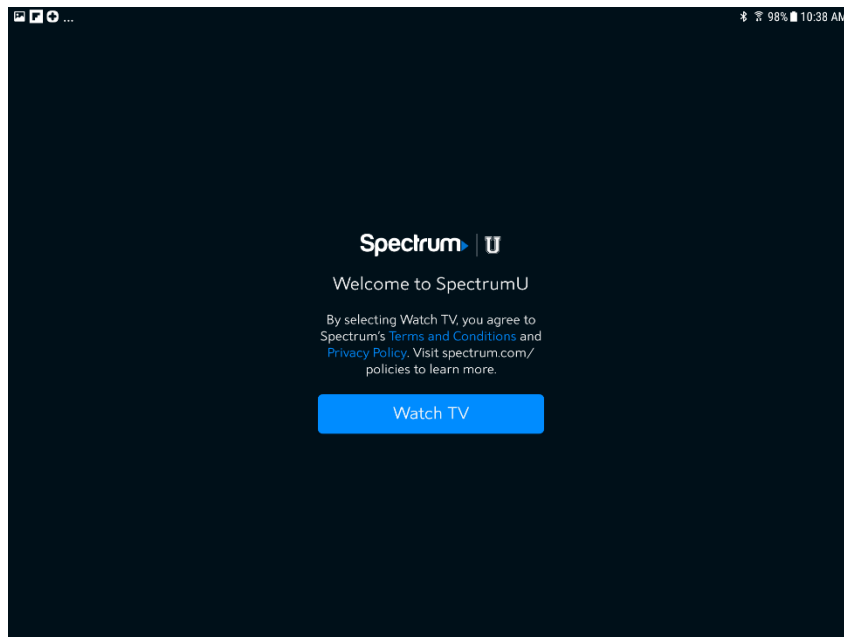 ... 98% 10:38 AM
Spectrum U
Welcome to SpectrumU
By selecting Watch TV, you agree to
Spectrum's Terms and Conditions and
Privacy Policy. Visit spectrum.com/
policies to learn more.
Watch TV